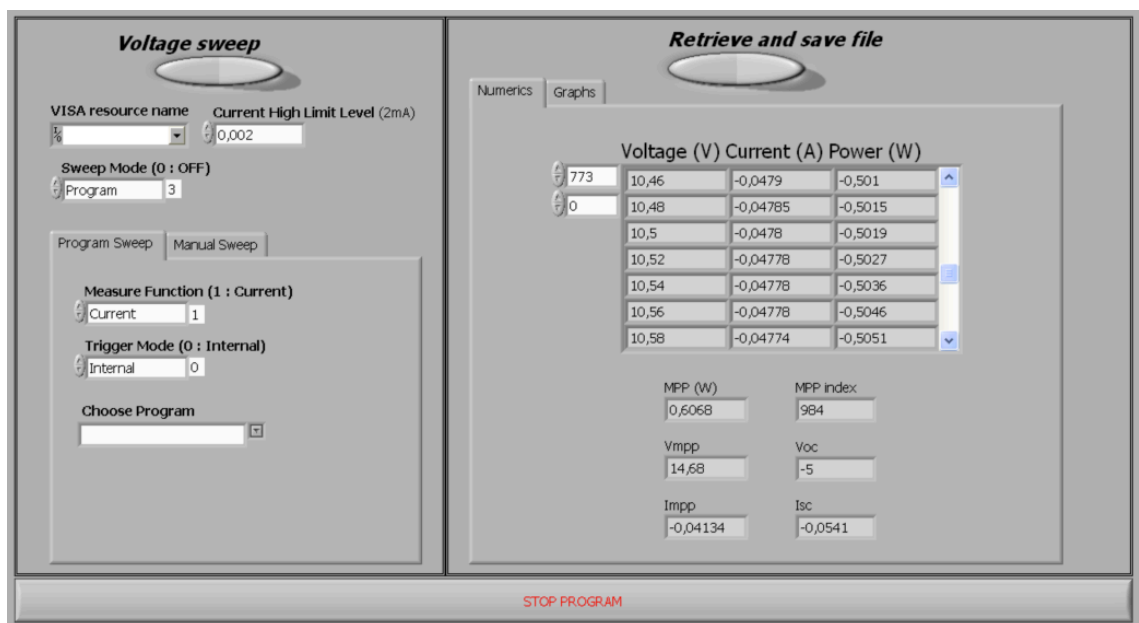 Voltage sweep
VISA resource name
Current High Limit Level (2mA)
0,002
Sweep Mode (0 : OFF)
Program 3
Program Sweep
Manual Sweep
Measure Function (1 : Current)
Current 1
Trigger Mode (0 : Internal)
Internal 0
Choose Program
Retrieve and save file
Numerics
Graphs
Voltage (V) Current (A) Power (W)
773
0
10,46 -0,0479 -0,501
10,48 -0,04785 -0,5015
10,5 -0,0478 -0,5019
10,52 -0,04778 -0,5027
10,54 -0,04778 -0,5036
10,56 -0,04778 -0,5046
10,58 -0,04774 -0,5051
MPP (W)
0,6068
MPP index
984
Vmpp
14,68
Voc
-5
Impp
-0,04134
Isc
-0,0541
STOP PROGRAM